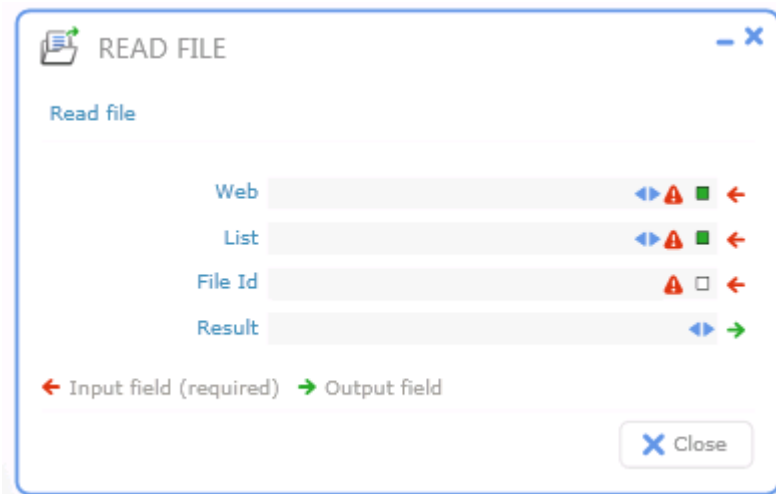 READ FILE
Read file
Web
List
File Id
Result
Input field (required) Output field
Close